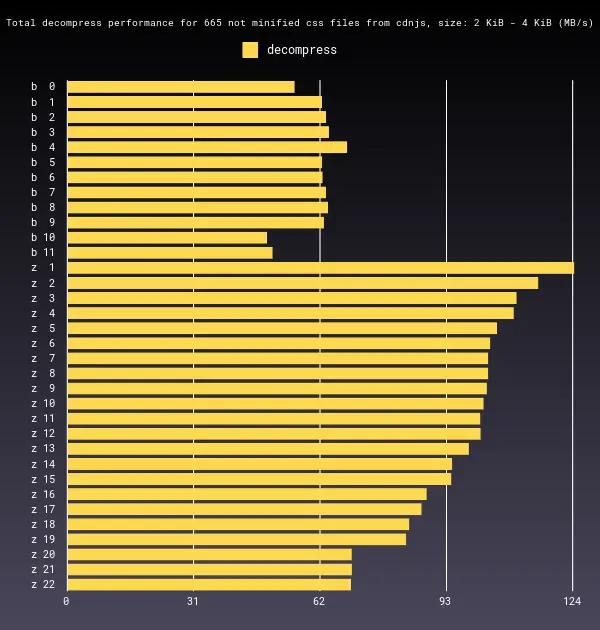 Total decompress performance for 665 not minified css files from cdnjs, size: 2 KiB - 4 KiB (MB/s)
decompress
b 0
b 1
b 2
b 3
b 4
b 5
b 6
b 7
b 8
b 9
b 10
b 11
z 1
z 2
z 3
z 4
z 5
z 6
z 7
z 8
z 9
z 10
z 11
z 12
z 13
z 14
z 15
z 16
z 17
z 18
z 19
z 20
z 21
z 22
0 31 62 93 124